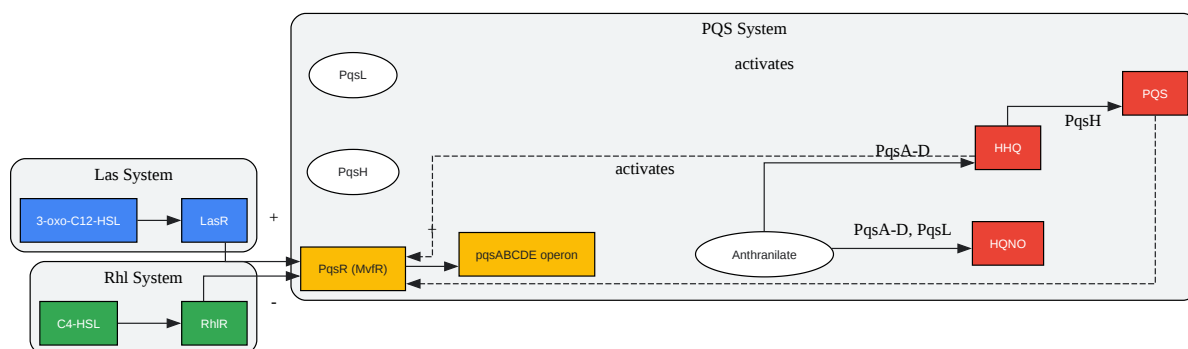 PQS System
activates
PqsL
PQS
PqsH
PqsA-D
HHQ
PqsH
activates
Las System
3-oxo-C12-HSL
LasR
+
+
PqsA-D, PqsL
HQNO
Anthranilate
pqsABCDE operon
PqsR (MvfR)
Rhl System
-
C4-HSL
RhlR